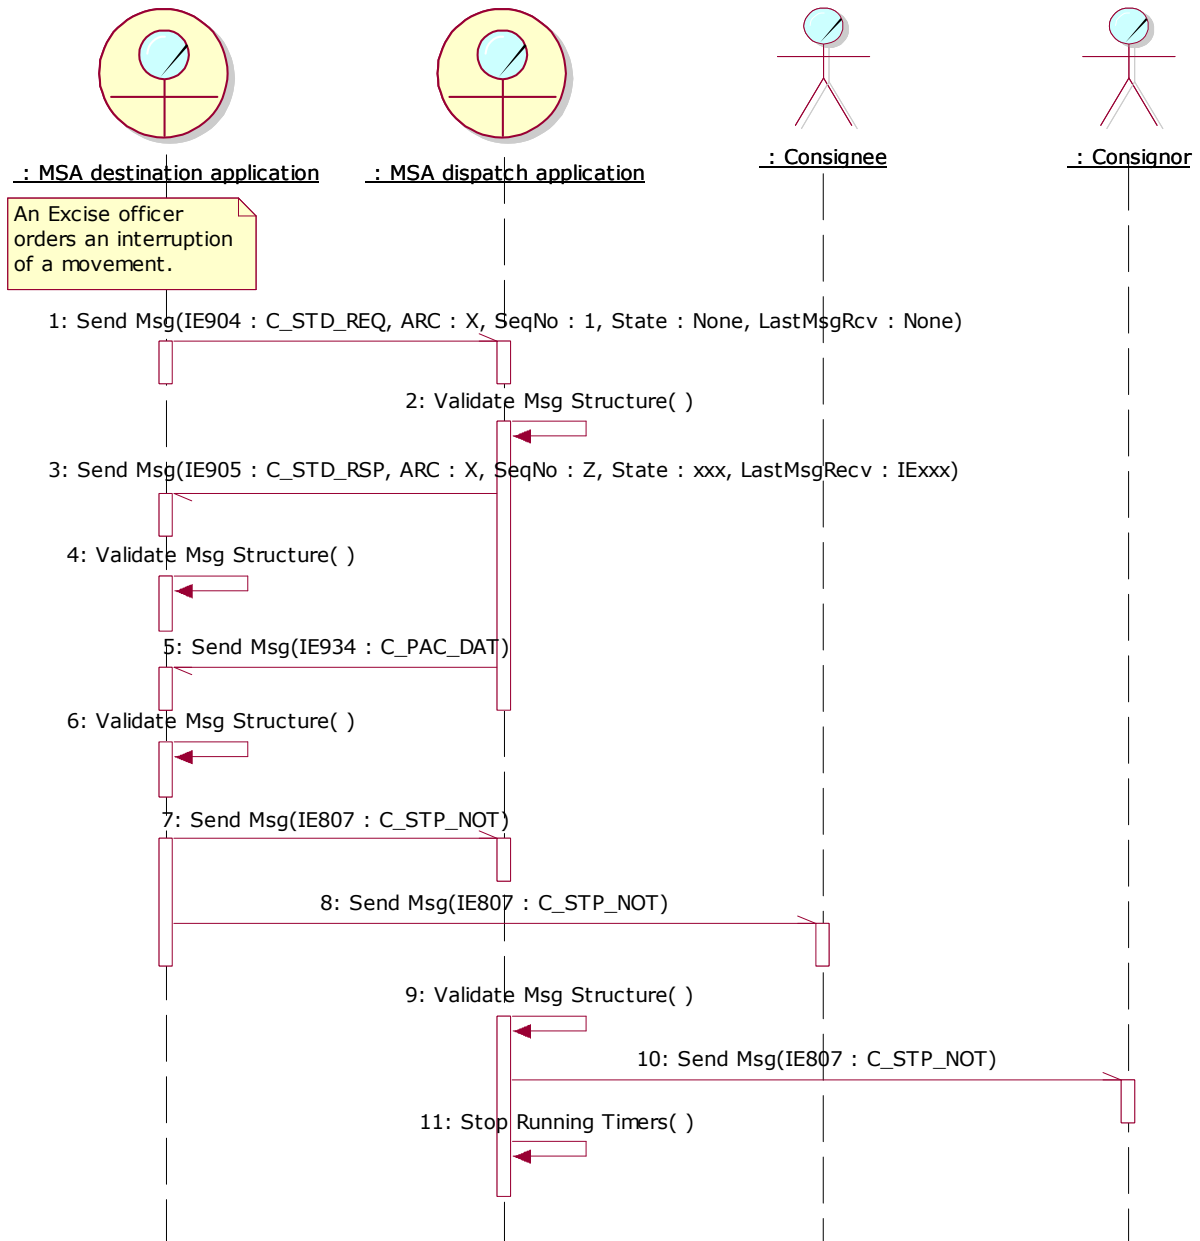 : MSA destination application
: MSA dispatch application
: Consignee
: Consignor
An Excise officer
orders an interruption
of a movement.
1: Send Msg(IE904 : C_STD_REQ, ARC : X, SeqNo : 1, State : None, LastMsgRcv : None)
2: Validate Msg Structure( )
3: Send Msg(IE905 : C_STD_RSP, ARC : X, SeqNo : Z, State : xxx, LastMsgRecv : IExxx)
4: Validate Msg Structure( )
5: Send Msg(IE934 : C_PAC_DAT)
6: Validate Msg Structure( )
7: Send Msg(IE807 : C_STP_NOT)
8: Send Msg(IE807 : C_STP_NOT)
9: Validate Msg Structure( )
10: Send Msg(IE807 : C_STP_NOT)
11: Stop Running Timers( )